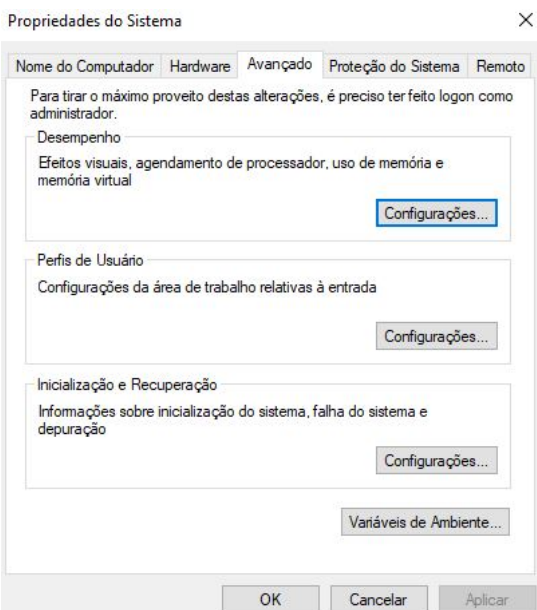 Propriedades do Sistema
Nome do Computador Hardware Avançado Proteção do Sistema Remoto
Para tirar o máximo proveito destas alterações, é preciso ter feito logon como
administrador.
Desempenho
Efeitos visuais, agendamento de processador, uso de memória e
memória virtual
Configurações...
Perfis de Usuário
Configurações da área de trabalho relativas à entrada
Configurações...
Inicialização e Recuperação
Informações sobre inicialização do sistema, falha do sistema e
depuração
Configurações...
Variáveis de Ambiente...
OK Cancelar Aplicar